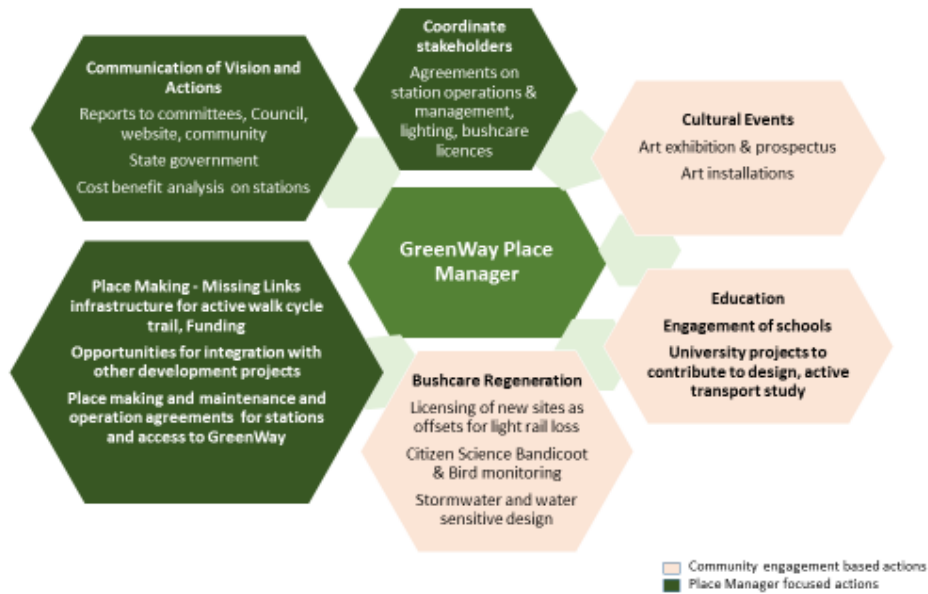 Communication of Vision and
Actions
Reports to committees, Council,
website, community
State government
Cost benefit analysis on stations
Coordinate
stakeholders
Agreements on
station operations &
management,
lighting, bushcare
licences
Cultural Events
Art exhibition & prospectus
Art installations
GreenWay Place
Manager
Place Making - Missing Links
infrastructure for active walk cycle
trail, Funding
Opportunities for integration with
other development projects
Place making and maintenance and
operation agreements for stations
and access to GreenWay
Bushcare Regeneration
Licensing of new sites as
offsets for light rail loss
Citizen Science Bandicoot
& Bird monitoring
Stormwater and water
sensitive design
Education
Engagement of schools
University projects to
contribute to design, active
transport study
Community engagement based actions
Place Manager focused actions